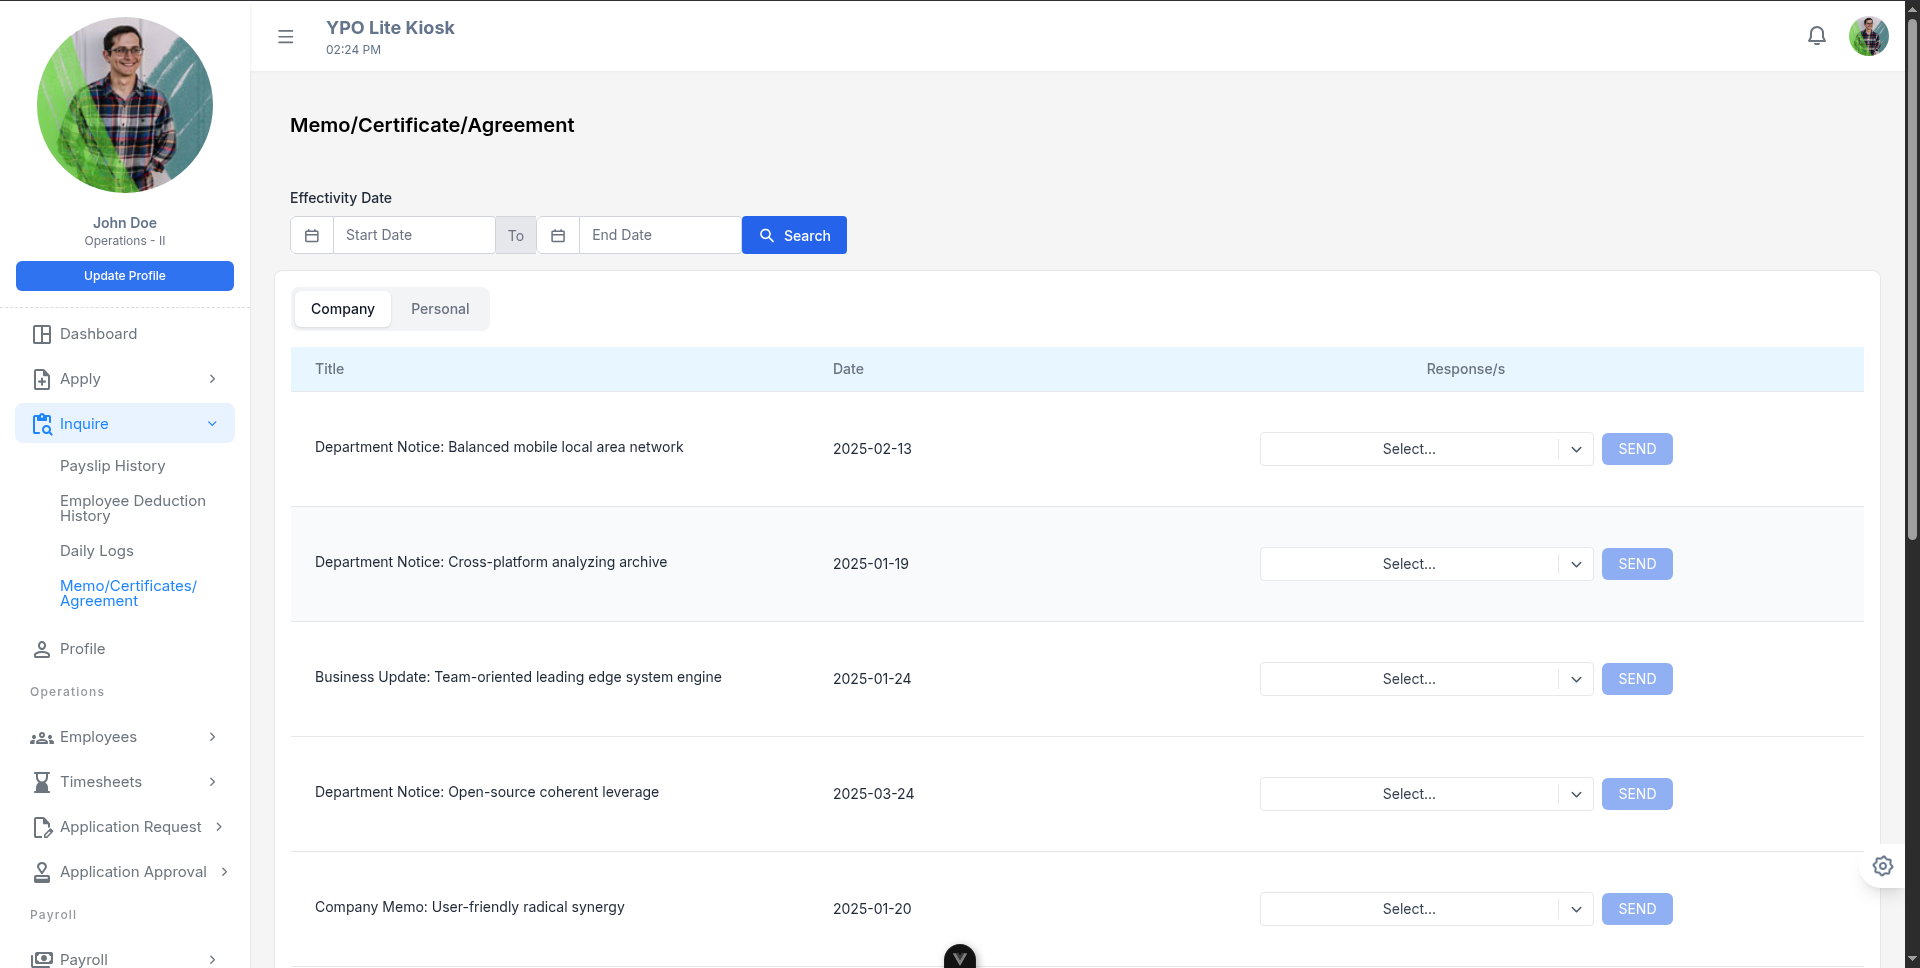 John Doe
Operations - II
Update Profile
Dashboard
Apply
Inquire
Payslip History
Employee Deduction
History
Daily Logs
Memo/Certificates/
Agreement
Profile
Operations
Employees
Timesheets
Application Request
Application Approval
Payroll
Payroll
YPO Lite Kiosk
02:24 PM
Memo/Certificate/Agreement
Effectivity Date
Start Date To End Date Search
Company Personal
Title Date Response/s
Department Notice: Balanced mobile local area network 2025-02-13 Select... SEND
Department Notice: Cross-platform analyzing archive 2025-01-19 Select... SEND
Business Update: Team-oriented leading edge system engine 2025-01-24 Select... SEND
Department Notice: Open-source coherent leverage 2025-03-24 Select... SEND
Company Memo: User-friendly radical synergy 2025-01-20 Select... SEND